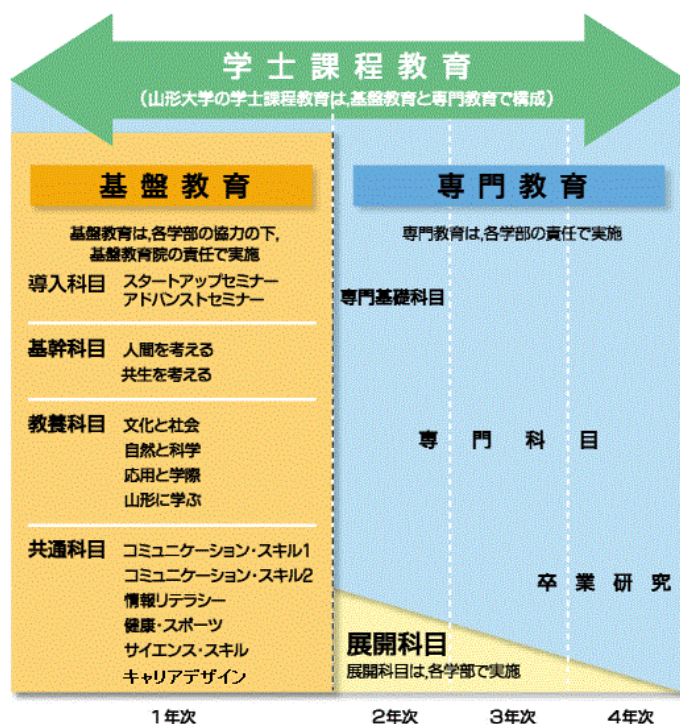 学士課程教育
（山形大学の学士課程教育は,基盤教育と専門教育で構成）
基盤教育
基盤教育は,各学部の協力の下,
基盤教育院の責任で実施
導入科目 スタートアップセミナー
アドバンストセミナー
基幹科目 人間を考える
共生を考える
教養科目 文化と社会
自然と科学
応用と学際
山形に学ぶ
共通科目 コミュニケーション・スキル1
コミュニケーション・スキル2
情報リテラシー
健康・スポーツ
サイエンス・スキル
キャリアデザイン
専門教育
専門教育は,各学部の責任で実施
専門基礎科目
専門科目
卒業研究
展開科目
展開科目は,各学部で実施
1年次 2年次 3年次 4年次